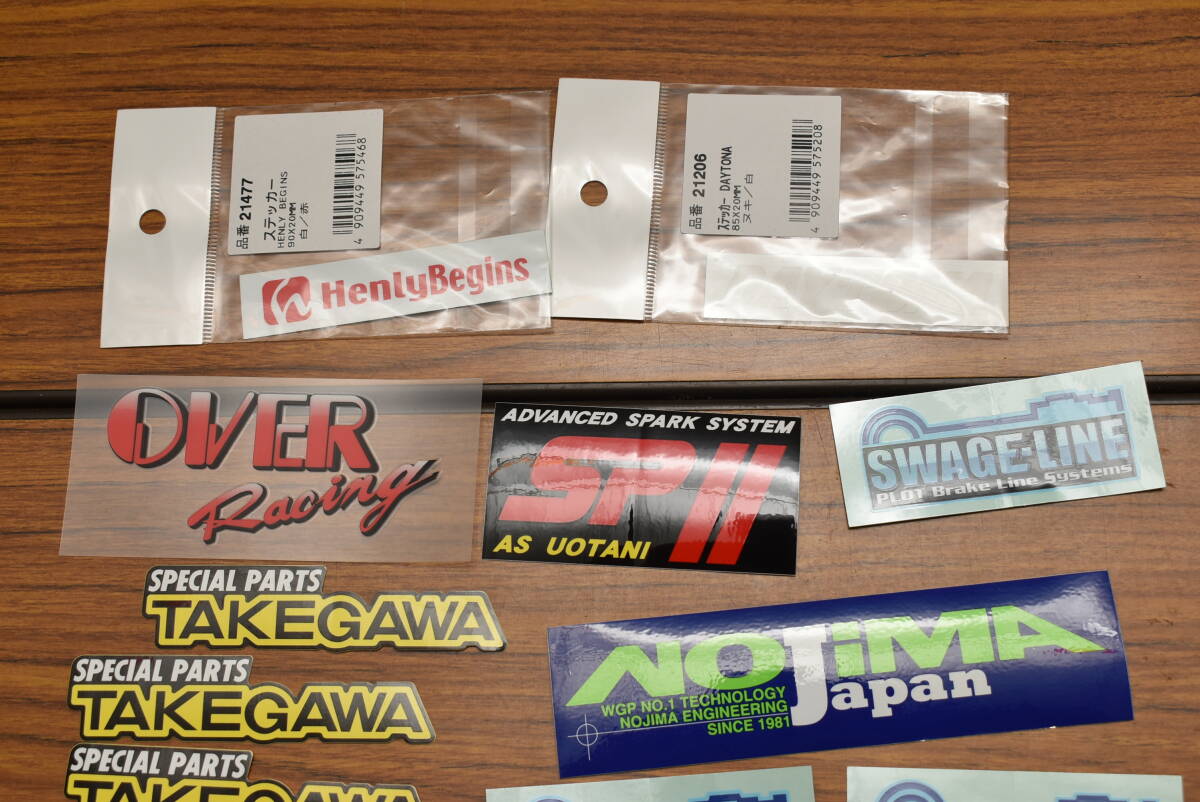 品番 21477
ステッカー
HENLY BEGINS
90X20MM
白/赤
4 909449 575468
HenlyBegins
品番 21206
ステッカー DAYTONA
85X20MM
ヌキ/白
4 909449 575208
OVER
Racing
ADVANCED SPARK SYSTEM
SPII
AS UOTANI
SWAGE-LINE
PLOT Brake Line Systems
SPECIAL PARTS
TAKEGAWA
SPECIAL PARTS
TAKEGAWA
SPECIAL PARTS
TAKEGAWA
NOJiMA
Japan
WGP NO.1 TECHNOLOGY
NOJIMA ENGINEERING
SINCE 1981